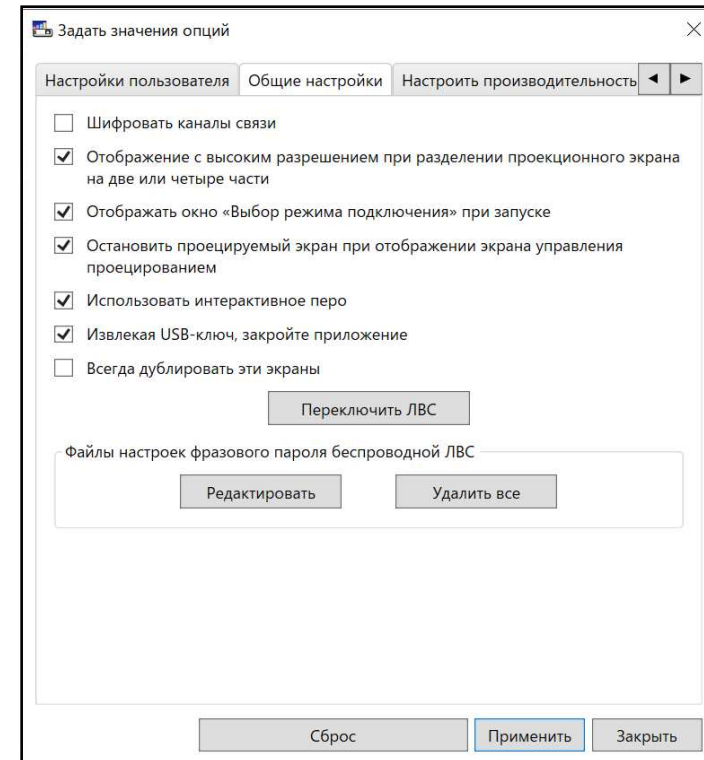 Задать значения опций
Настройки пользователя Общие настройки Настроить производительность
Шифровать каналы связи
Отображение с высоким разрешением при разделении проекционного экрана
на две или четыре части
Отображать окно «Выбор режима подключения» при запуске
Остановить проецируемый экран при отображении экрана управления
проецированием
Использовать интерактивное перо
Извлекая USB-ключ, закройте приложение
Всегда дублировать эти экраны
Переключить ЛВС
Файлы настроек фразового пароля беспроводной ЛВС
Редактировать Удалить все
Сброс Применить Закрыть